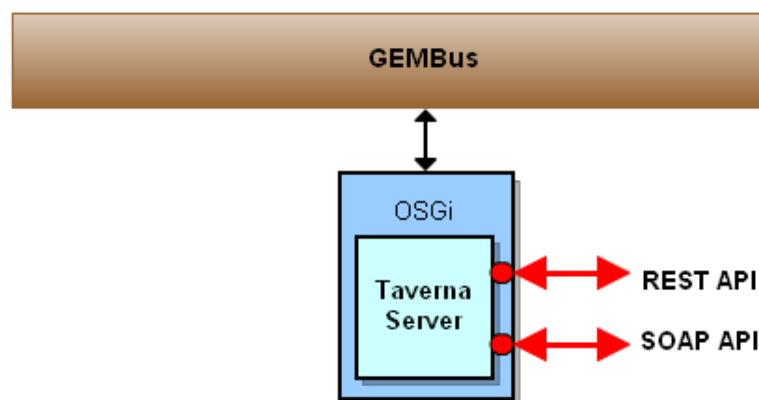 GEMBus
OSGi
Taverna
Server
REST API
SOAP API